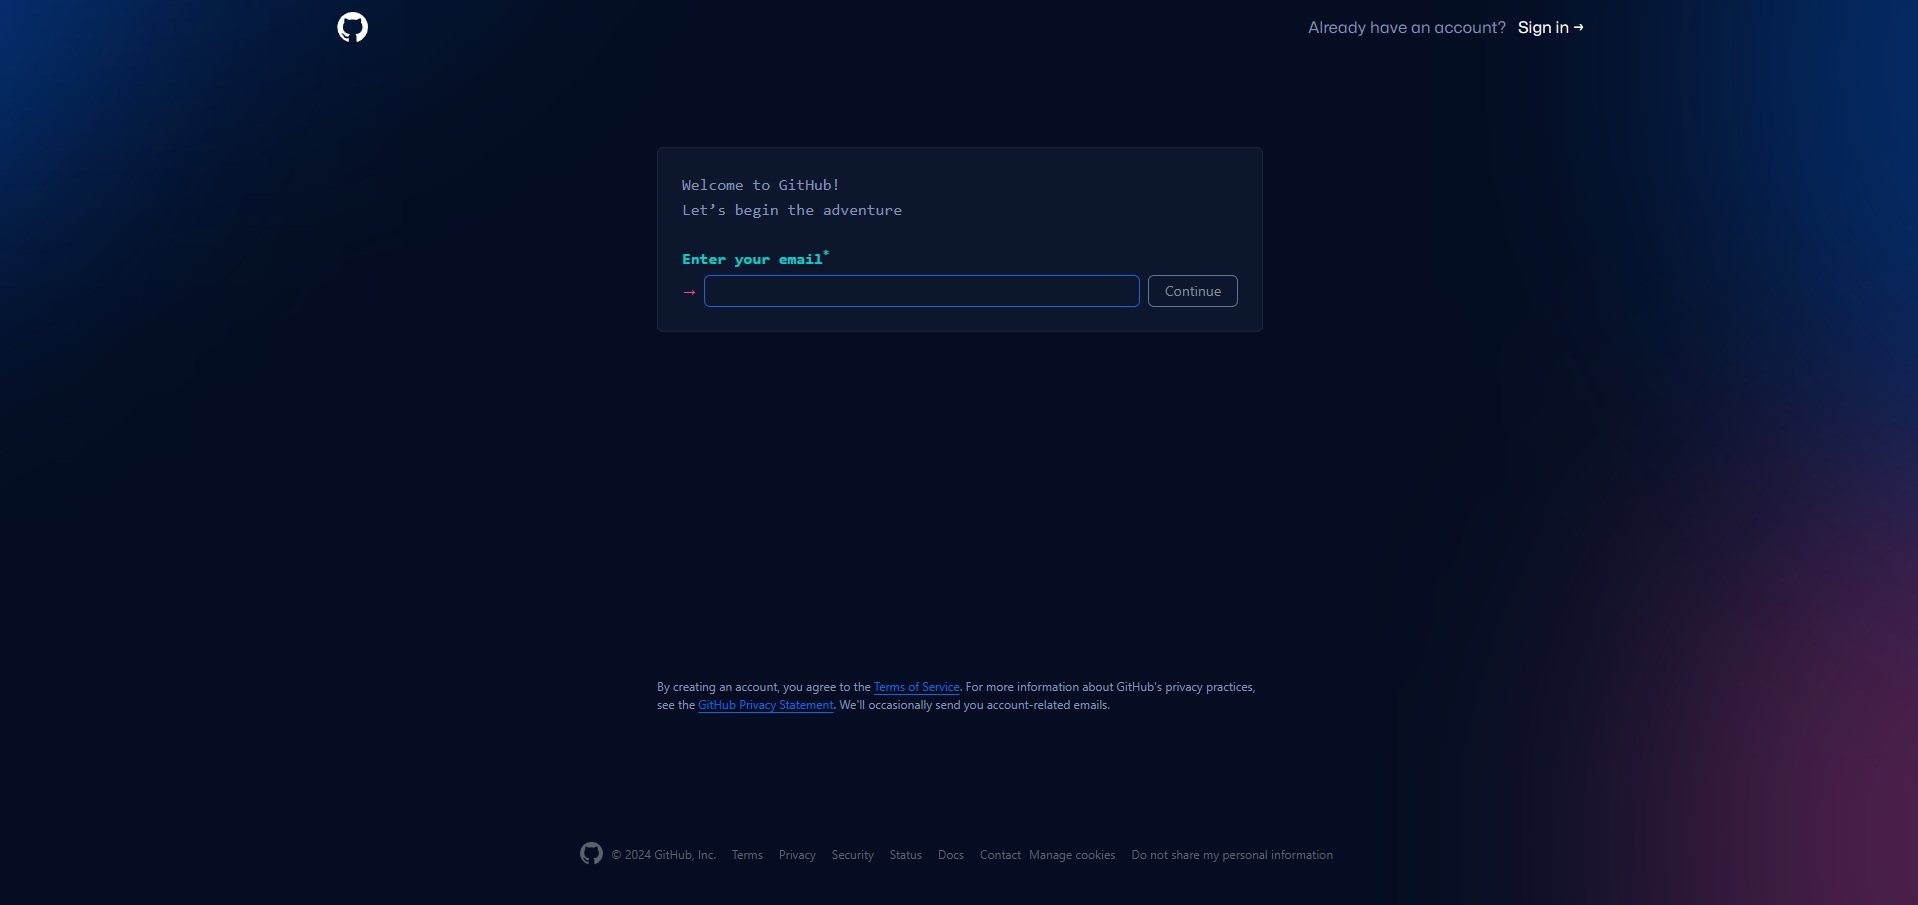 Already have an account? Sign in →
Welcome to GitHub!
Let’s begin the adventure
Enter your email*
→ Continue
By creating an account, you agree to the Terms of Service. For more information about GitHub's privacy practices,
see the GitHub Privacy Statement. We'll occasionally send you account-related emails.
© 2024 GitHub, Inc. Terms Privacy Security Status Docs Contact Manage cookies Do not share my personal information